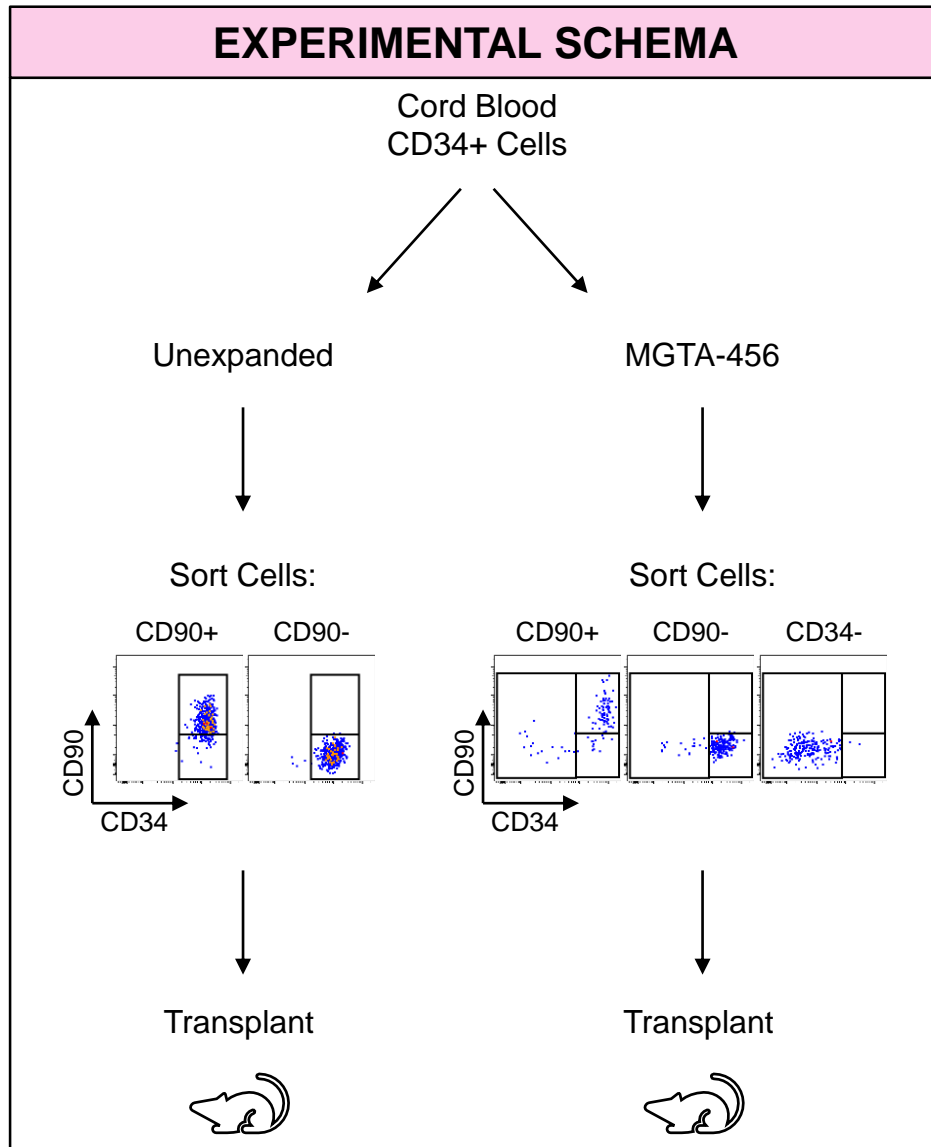 EXPERIMENTAL SCHEMA
Cord Blood
CD34+ Cells
Unexpanded
MGTA-456
Sort Cells:
Sort Cells:
CD90+
CD90-
CD90+
CD90-
CD34-
CD90
CD34
CD90
CD34
Transplant
Transplant